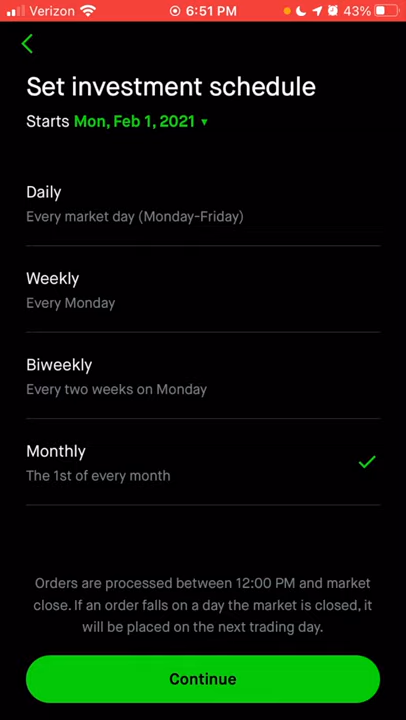 Verizon 6:51 PM 43%
Set investment schedule
Starts Mon, Feb 1, 2021
Daily
Every market day (Monday-Friday)
Weekly
Every Monday
Biweekly
Every two weeks on Monday
Monthly
The 1st of every month
Orders are processed between 12:00 PM and market
close. If an order falls on a day the market is closed, it
will be placed on the next trading day.
Continue